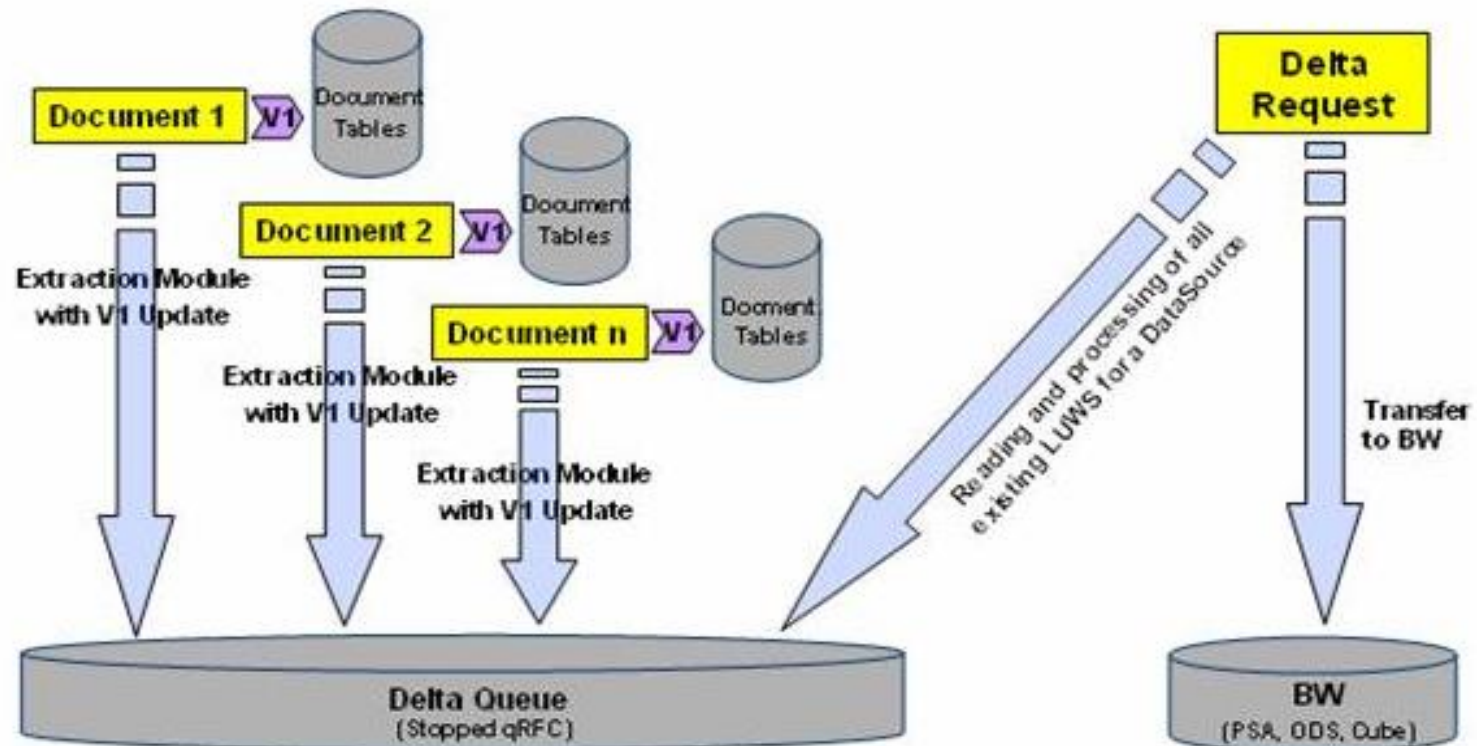 Document 1
V1
Document
Tables
Extraction Module
with V1 Update
Document 2
V1
Document
Tables
Extraction Module
with V1 Update
Document n
V1
Docment
Tables
Extraction Module
with V1 Update
Delta
Request
Reading and processing of all
existing LUWS for a DataSource
Transfer
to BW
Delta Queue
(Stopped qRFC)
BW
(PSA, ODS, Cube)